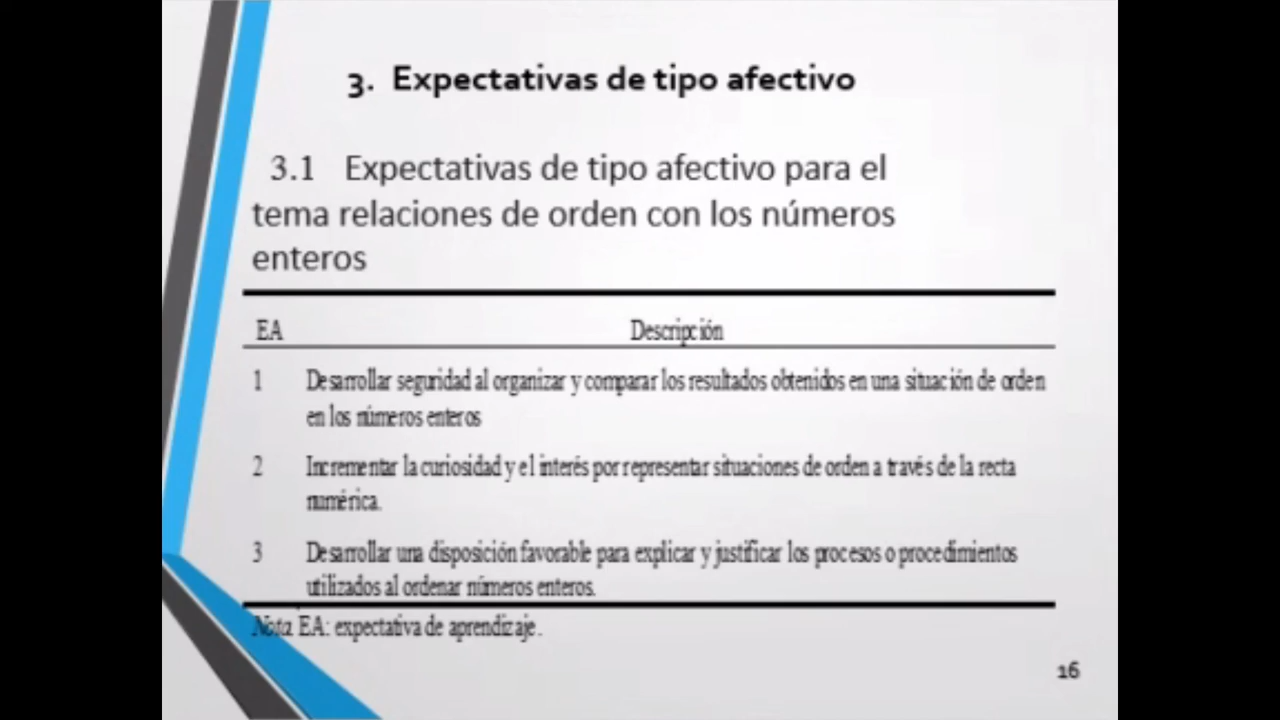 3. Expectativas de tipo afectivo
3.1 Expectativas de tipo afectivo para el
tema relaciones de orden con los números
enteros
EA Descripción
1 Desarrollar seguridad al organizar y comparar los resultados obtenidos en una situación de orden
en los números enteros
2 Incrementar la curiosidad y el interés por representar situaciones de orden a través de la recta
numérica.
3 Desarrollar una disposición favorable para explicar y justificar los procesos o procedimientos
utilizados al ordenar números enteros.
Nota EA: expectativa de aprendizaje.
16